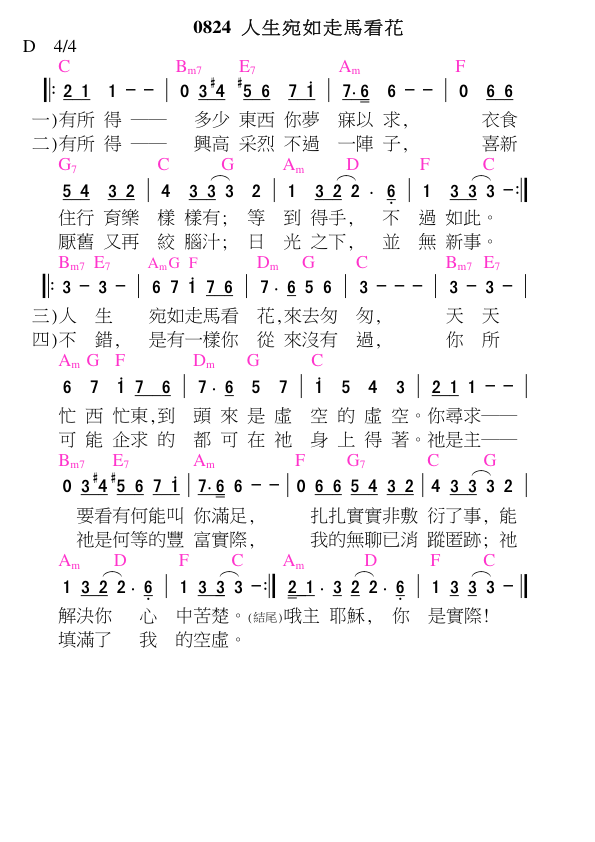 0824 人生宛如走馬看花
D 4/4
C Bm7 E7 Am F
‖: 2 1 1 - - | 0 3 #4 #5 6 7 i | 7· 6 6 - - | 0 6 6
一)有所 得 —— 多少 東西 你夢 寐以 求， 衣食
二)有所 得 —— 興高 采烈 不過 一陣 子， 喜新
G7 C G Am D F C
5 4 3 2 | 4 3 3 3 2 | 1 3 2 2 · 6 | 1 3 3 3 - :‖
住行 育樂 樣 樣有； 等 到 得手， 不 過 如此。
厭舊 又再 絞 腦汁； 日 光 之下， 並 無 新事。
Bm7 E7 Am G F Dm G C Bm7 E7
‖: 3 - 3 - | 6 7 i 7 6 | 7 · 6 5 6 | 3 - - - | 3 - 3 - |
三)人 生 宛如走馬看 花，來去匆 匆， 天 天
四)不 錯， 是有一樣你 從 來沒有 過， 你 所
Am G F Dm G C
6 7 i 7 6 | 7 · 6 5 7 | i 5 4 3 | 2 1 1 - - |
忙 西 忙東，到 頭 來 是 虛 空 的 虛 空。你尋求——
可 能 企求 的 都 可 在 祂 身 上 得 著。祂是主——
Bm7 E7 Am F G7 C G
0 3 #4 #5 6 7 i | 7· 6 6 - - | 0 6 6 5 4 3 2 | 4 3 3 3 2 |
要看有何能叫 你滿足， 扎扎實實非敷 衍了事，能
祂是何等的豐 富實際， 我的無聊已消 蹤匿跡；祂
Am D F C Am D F C
1 3 2 2 · 6 | 1 3 3 3 - :‖ 2 1 · 3 2 2 · 6 | 1 3 3 3 - ‖
解決你 心 中苦楚。(結尾)哦主 耶穌， 你 是實際！
填滿了 我 的空虛。